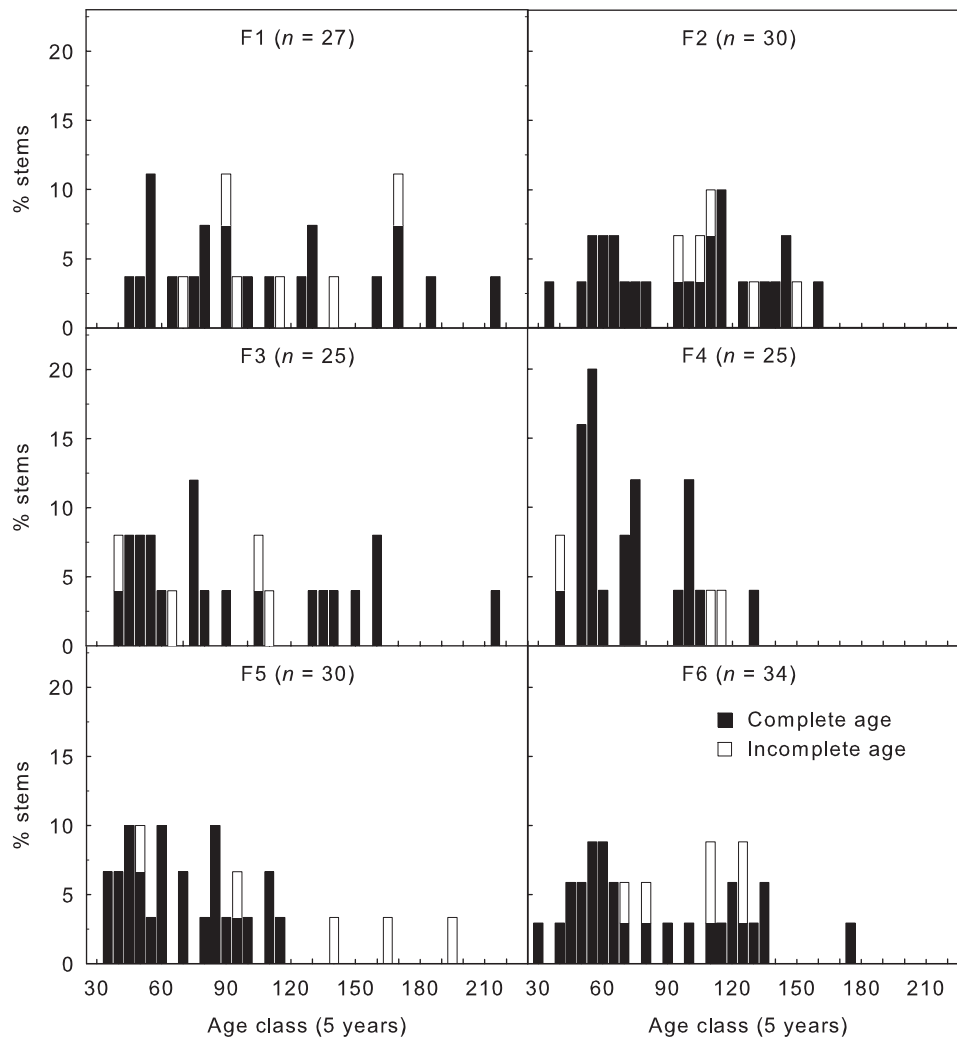 F1 (n = 27)
F2 (n = 30)
% stems
20
15
10
5
0
F3 (n = 25)
F4 (n = 25)
% stems
20
15
10
5
0
F5 (n = 30)
F6 (n = 34)
% stems
20
15
10
5
0
Complete age
Incomplete age
30 60 90 120 150 180 210
30 60 90 120 150 180 210
Age class (5 years)
Age class (5 years)